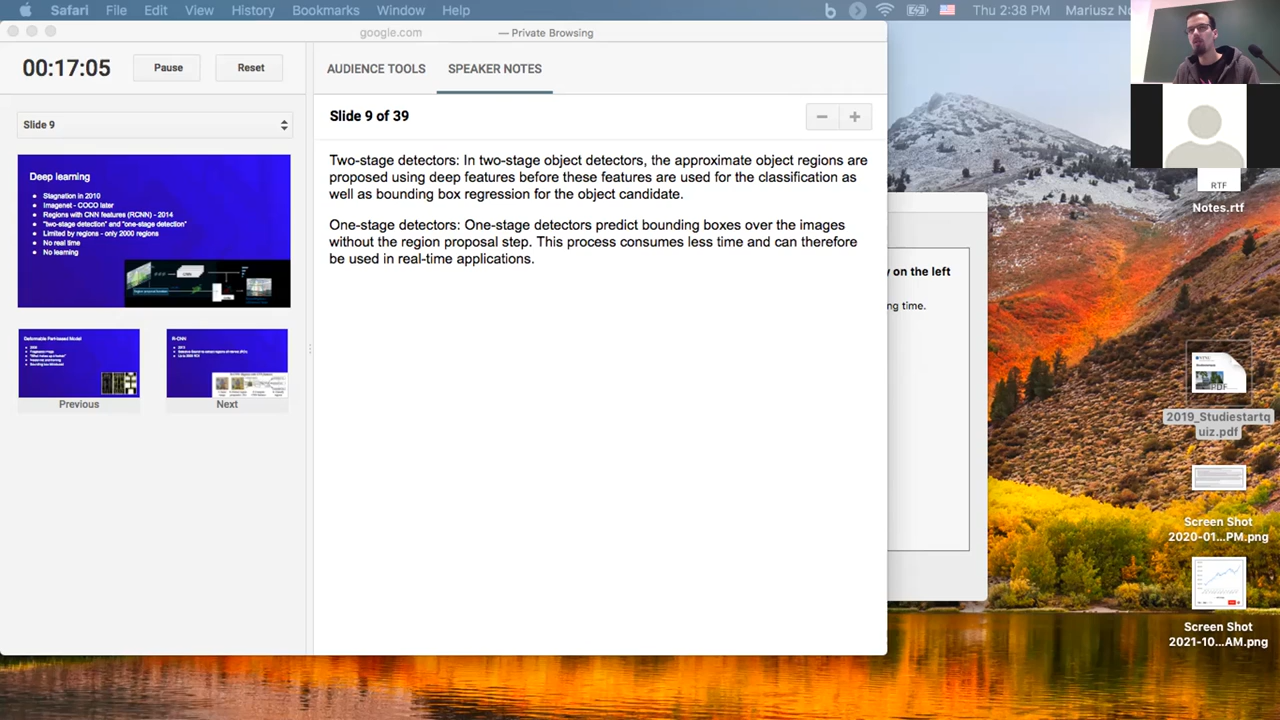 Safari File Edit View History Bookmarks Window Help Thu 2:38 PM Mariusz No
google.com — Private Browsing
00:17:05 Pause Reset
AUDIENCE TOOLS SPEAKER NOTES
Slide 9
Slide 9 of 39
Two-stage detectors: In two-stage object detectors, the approximate object regions are
proposed using deep features before these features are used for the classification as
well as bounding box regression for the object candidate.
One-stage detectors: One-stage detectors predict bounding boxes over the images
without the region proposal step. This process consumes less time and can therefore
be used in real-time applications.
Deep learning
Stagnation in 2010
Imagenet - COCO later
Regions with CNN features (RCNN) - 2014
"two-stage detection" and "one-stage detection"
Limited by regions - only 2000 regions
No real time
No learning
Deformable Part-based Model
R-CNN
Previous
Next
y on the left
ng time.
RTF
Notes.rtf
PDF
2019_Studiestartq
uiz.pdf
Screen Shot
2020-01...PM.png
Screen Shot
2021-10...AM.png